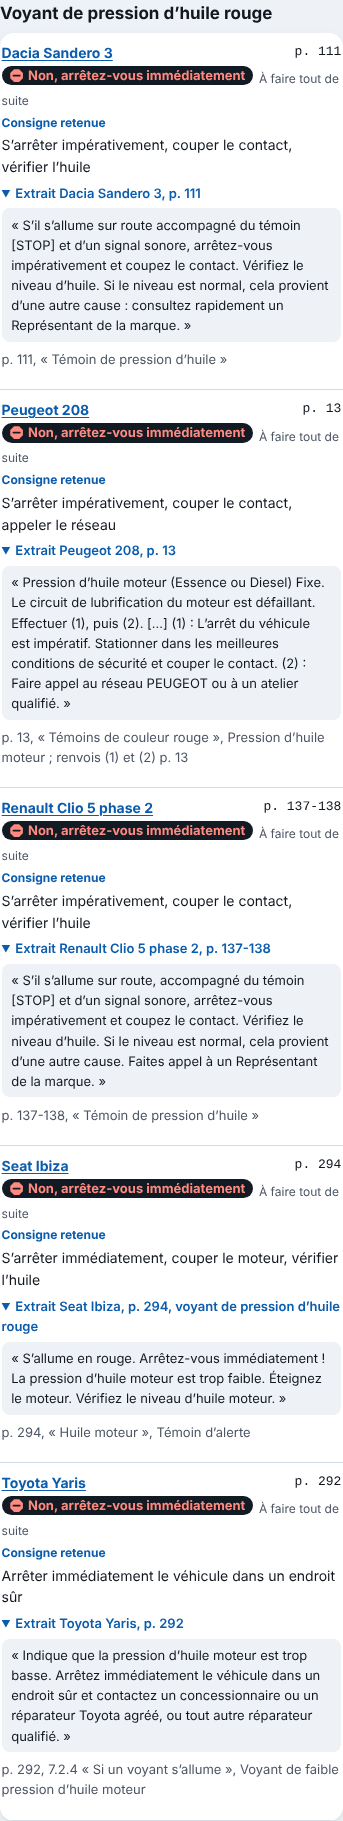 Voyant de pression d’huile rouge
Dacia Sandero 3 p. 111
Non, arrêtez-vous immédiatement À faire tout de
suite
Consigne retenue
S’arrêter impérativement, couper le contact,
vérifier l’huile
▼ Extrait Dacia Sandero 3, p. 111
« S’il s’allume sur route accompagné du témoin
[STOP] et d’un signal sonore, arrêtez-vous
impérativement et coupez le contact. Vérifiez le
niveau d’huile. Si le niveau est normal, cela provient
d’une autre cause : consultez rapidement un
Représentant de la marque. »
p. 111, « Témoin de pression d’huile »
Peugeot 208 p. 13
Non, arrêtez-vous immédiatement À faire tout de
suite
Consigne retenue
S’arrêter impérativement, couper le contact,
appeler le réseau
▼ Extrait Peugeot 208, p. 13
« Pression d’huile moteur (Essence ou Diesel) Fixe.
Le circuit de lubrification du moteur est défaillant.
Effectuer (1), puis (2). [...] (1) : L’arrêt du véhicule
est impératif. Stationner dans les meilleures
conditions de sécurité et couper le contact. (2) :
Faire appel au réseau PEUGEOT ou à un atelier
qualifié. »
p. 13, « Témoins de couleur rouge », Pression d’huile
moteur ; renvois (1) et (2) p. 13
Renault Clio 5 phase 2 p. 137-138
Non, arrêtez-vous immédiatement À faire tout de
suite
Consigne retenue
S’arrêter impérativement, couper le contact,
vérifier l’huile
▼ Extrait Renault Clio 5 phase 2, p. 137-138
« S’il s’allume sur route, accompagné du témoin
[STOP] et d’un signal sonore, arrêtez-vous
impérativement et coupez le contact. Vérifiez le
niveau d’huile. Si le niveau est normal, cela provient
d’une autre cause. Faites appel à un Représentant
de la marque. »
p. 137-138, « Témoin de pression d’huile »
Seat Ibiza p. 294
Non, arrêtez-vous immédiatement À faire tout de
suite
Consigne retenue
S’arrêter immédiatement, couper le moteur, vérifier
l’huile
▼ Extrait Seat Ibiza, p. 294, voyant de pression d’huile
rouge
« S’allume en rouge. Arrêtez-vous immédiatement !
La pression d’huile moteur est trop faible. Éteignez
le moteur. Vérifiez le niveau d’huile moteur. »
p. 294, « Huile moteur », Témoin d’alerte
Toyota Yaris p. 292
Non, arrêtez-vous immédiatement À faire tout de
suite
Consigne retenue
Arrêter immédiatement le véhicule dans un endroit
sûr
▼ Extrait Toyota Yaris, p. 292
« Indique que la pression d’huile moteur est trop
basse. Arrêtez immédiatement le véhicule dans un
endroit sûr et contactez un concessionnaire ou un
réparateur Toyota agréé, ou tout autre réparateur
qualifié. »
p. 292, 7.2.4 « Si un voyant s’allume », Voyant de faible
pression d’huile moteur